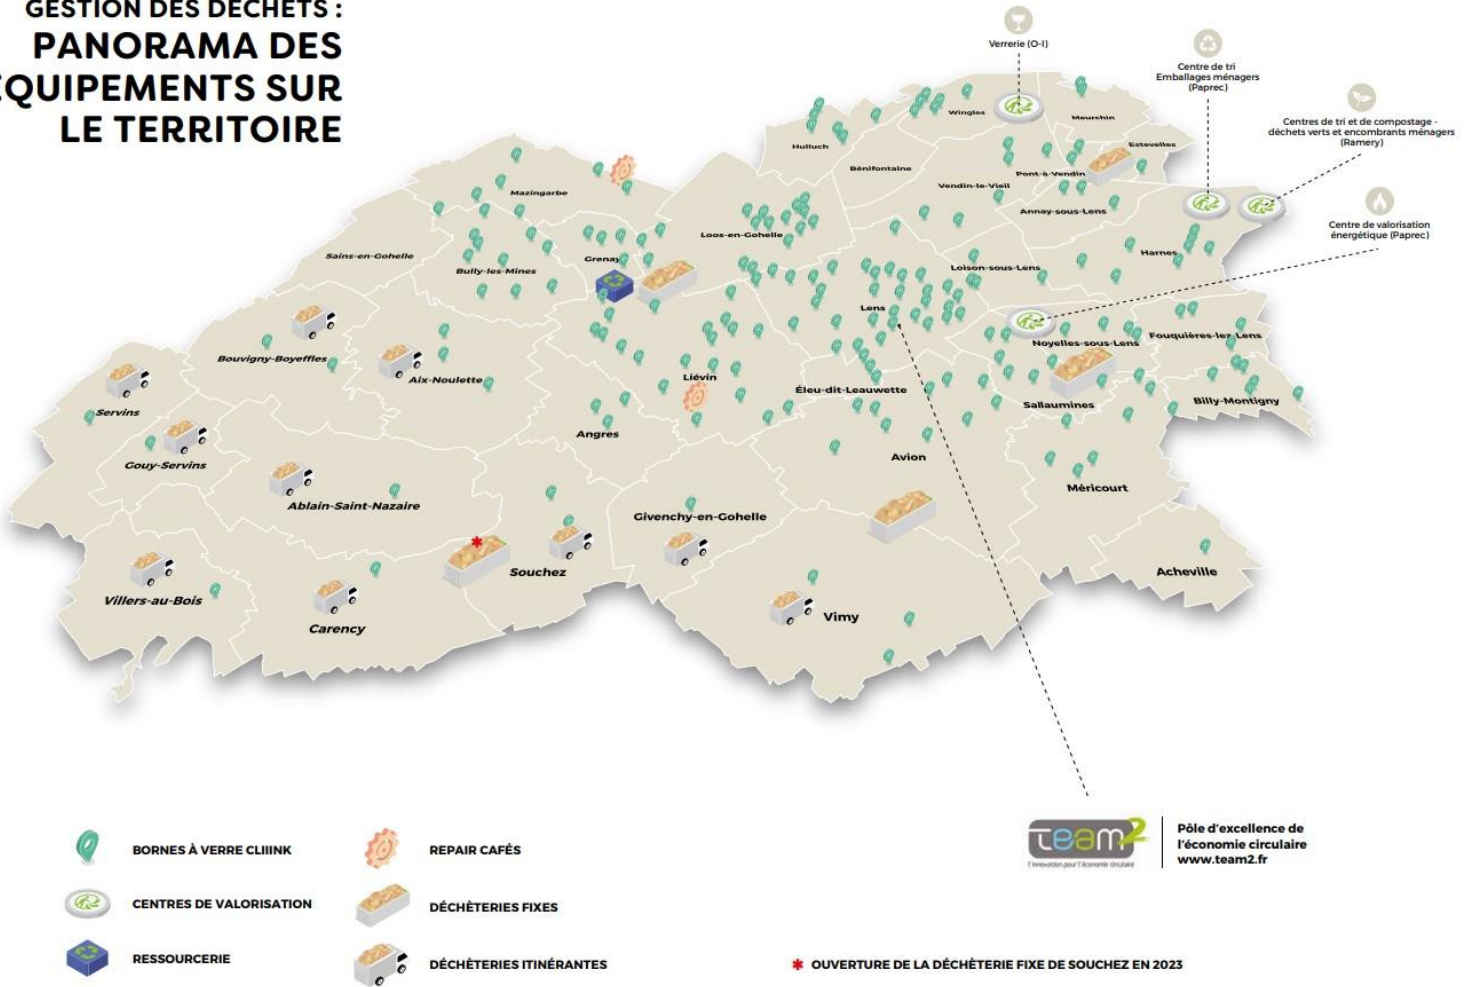 GESTION DES DÉCHETS :
PANORAMA DES
ÉQUIPEMENTS SUR
LE TERRITOIRE
Verrerie (O-I)
Centre de tri
Emballages ménagers
(Paprec)
Centres de tri et de compostage -
déchets verts et encombrants ménagers
(Ramery)
Centre de valorisation
énergétique (Paprec)
Wingles
Meurchin
Hulluch
Estevelles
Bénifontaine
Pont-à-Vendin
Vendin-le-Vieil
Mazingarbe
Annay-sous-Lens
Loos-en-Gohelle
Harnes
Sains-en-Gohelle
Grenay
Bully-les-Mines
Loison-sous-Lens
Lens
Fouquières-lez-Lens
Noyelles-sous-Lens
Bouvigny-Boyeffles
Aix-Noulette
Liévin
Éleu-dit-Leauwette
Sallaumines
Billy-Montigny
Servins
Angres
Avion
Gouy-Servins
Méricourt
Ablain-Saint-Nazaire
Givenchy-en-Gohelle
Souchez
Acheville
Villers-au-Bois
Carency
Vimy
team2
l'innovation pour l'économie circulaire
Pôle d'excellence de
l'économie circulaire
www.team2.fr
BORNES À VERRE CLIIINK
REPAIR CAFÉS
CENTRES DE VALORISATION
DÉCHÈTERIES FIXES
RESSOURCERIE
DÉCHÈTERIES ITINÉRANTES
* OUVERTURE DE LA DÉCHÈTERIE FIXE DE SOUCHEZ EN 2023